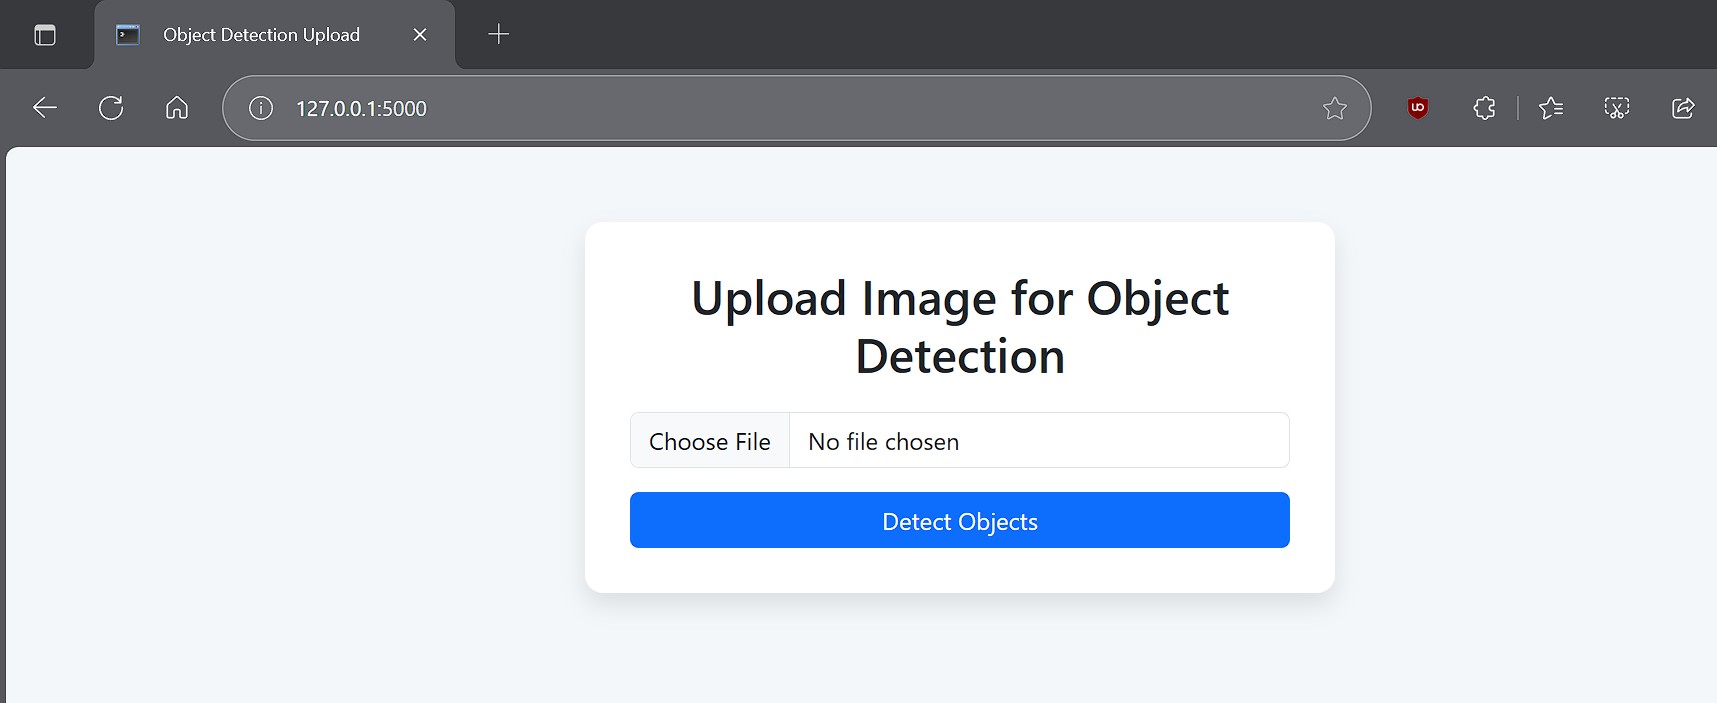 Object Detection Upload
127.0.0.1:5000
Upload Image for Object
Detection
Choose File No file chosen
Detect Objects